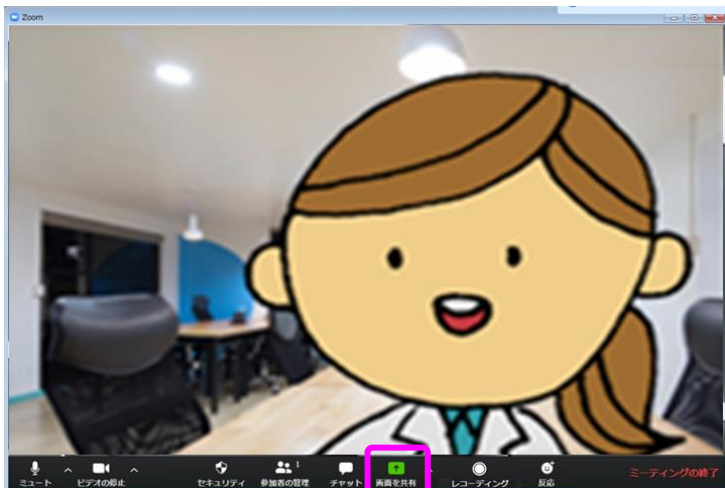 Zoom
ミュート
ビデオの停止
セキュリティ
参加者の管理
1
チャット
画面を共有
レコーディング
反応
ミーティングの終了